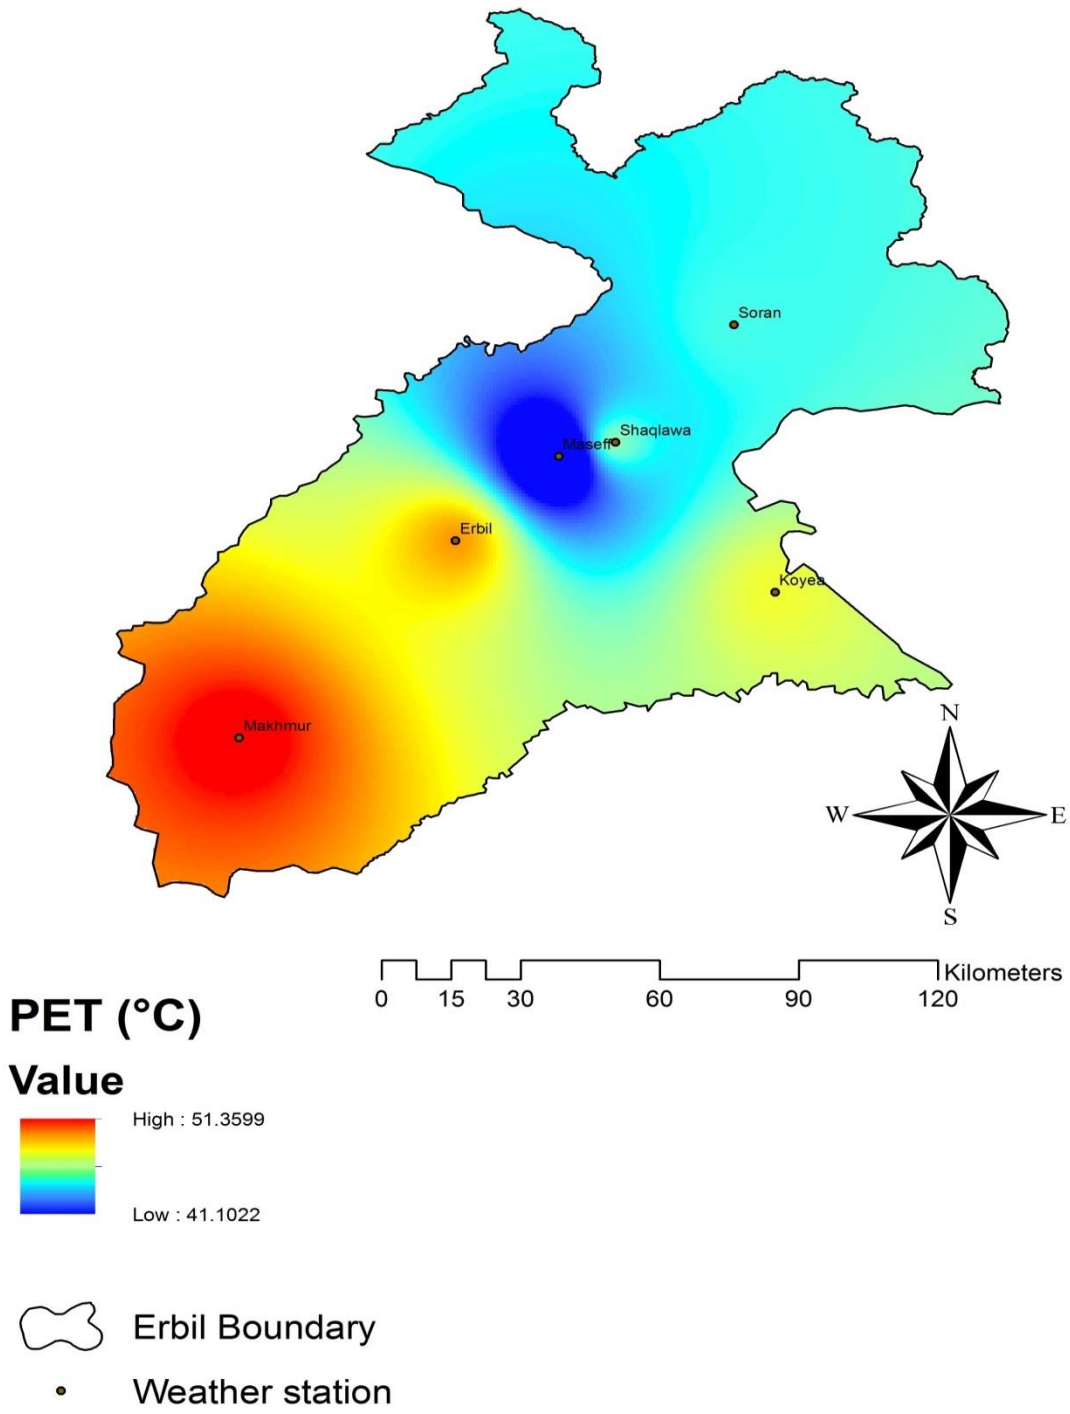 Soran
Shaqlawa
Maseff
Erbil
Koyea
Makhmur
N
W E
S
Kilometers
0 15 30 60 90 120
PET (°C)
Value
High : 51.3599
Low : 41.1022
Erbil Boundary
Weather station